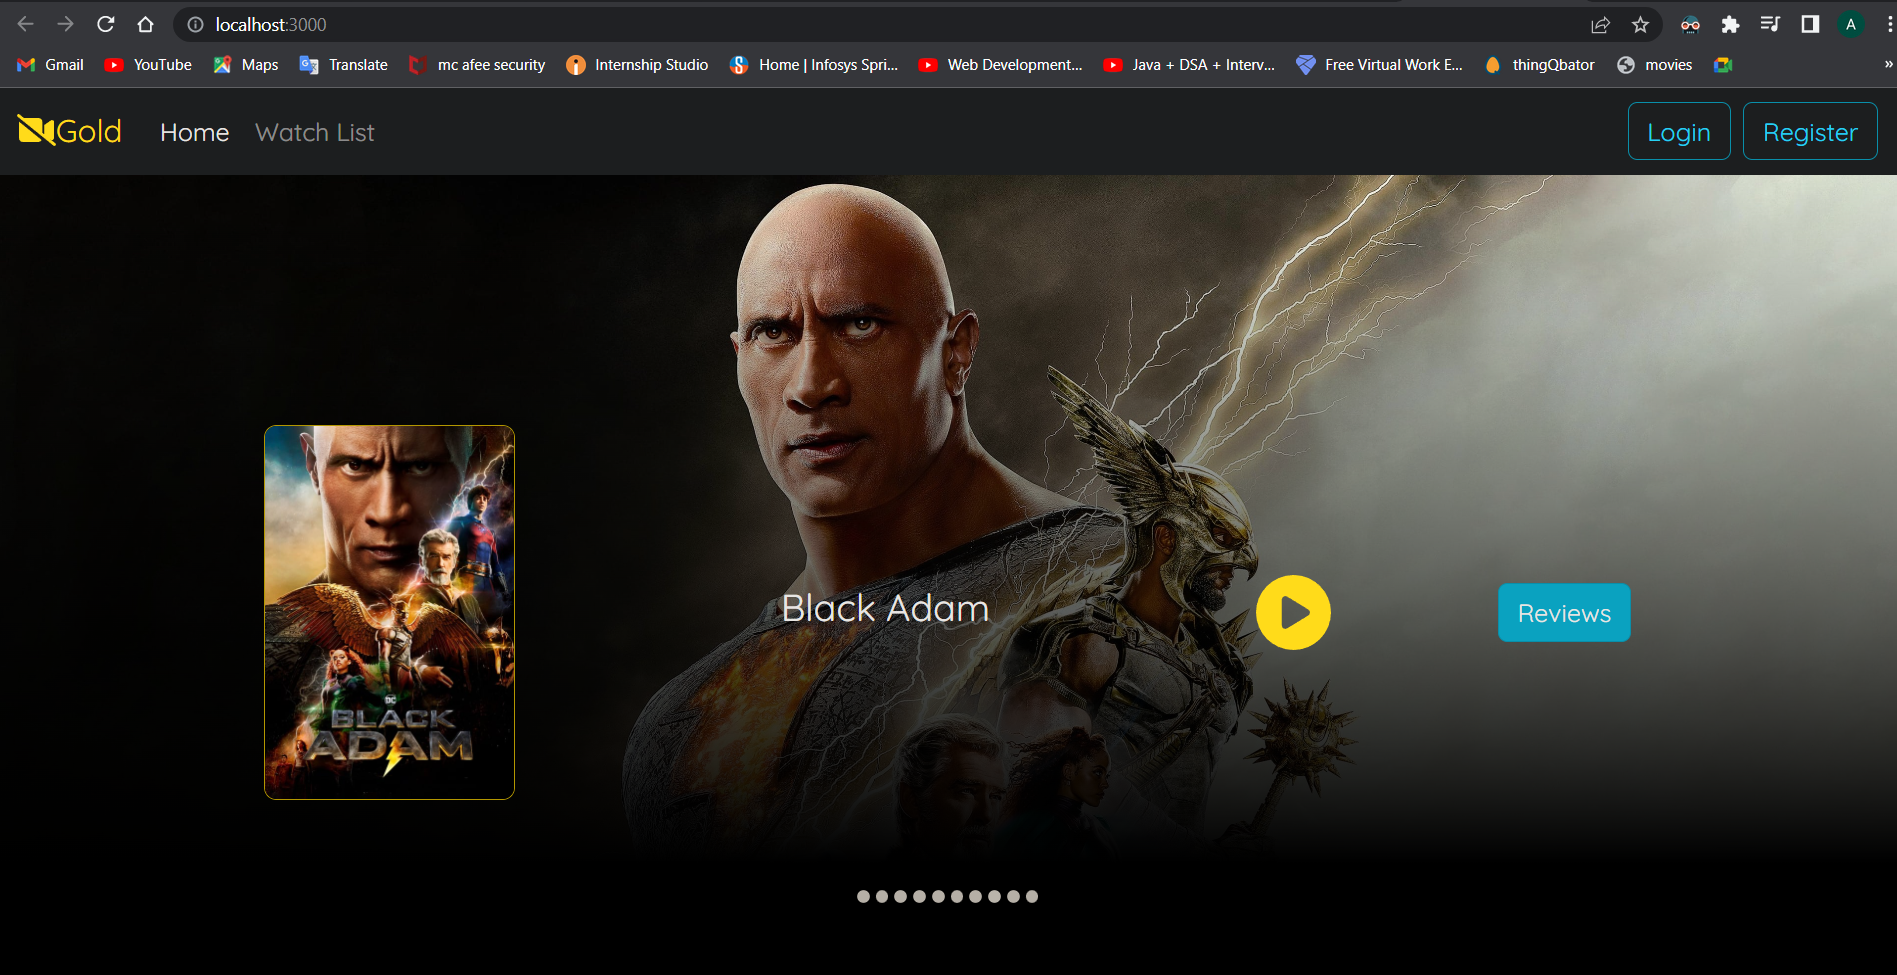 localhost:3000
A
Gmail YouTube Maps Translate mc afee security Internship Studio Home | Infosys Spri... Web Development... Java + DSA + Interv... Free Virtual Work E... thingQbator movies »
Gold Home Watch List Login Register
Black Adam
Reviews
DC
BLACK
ADAM